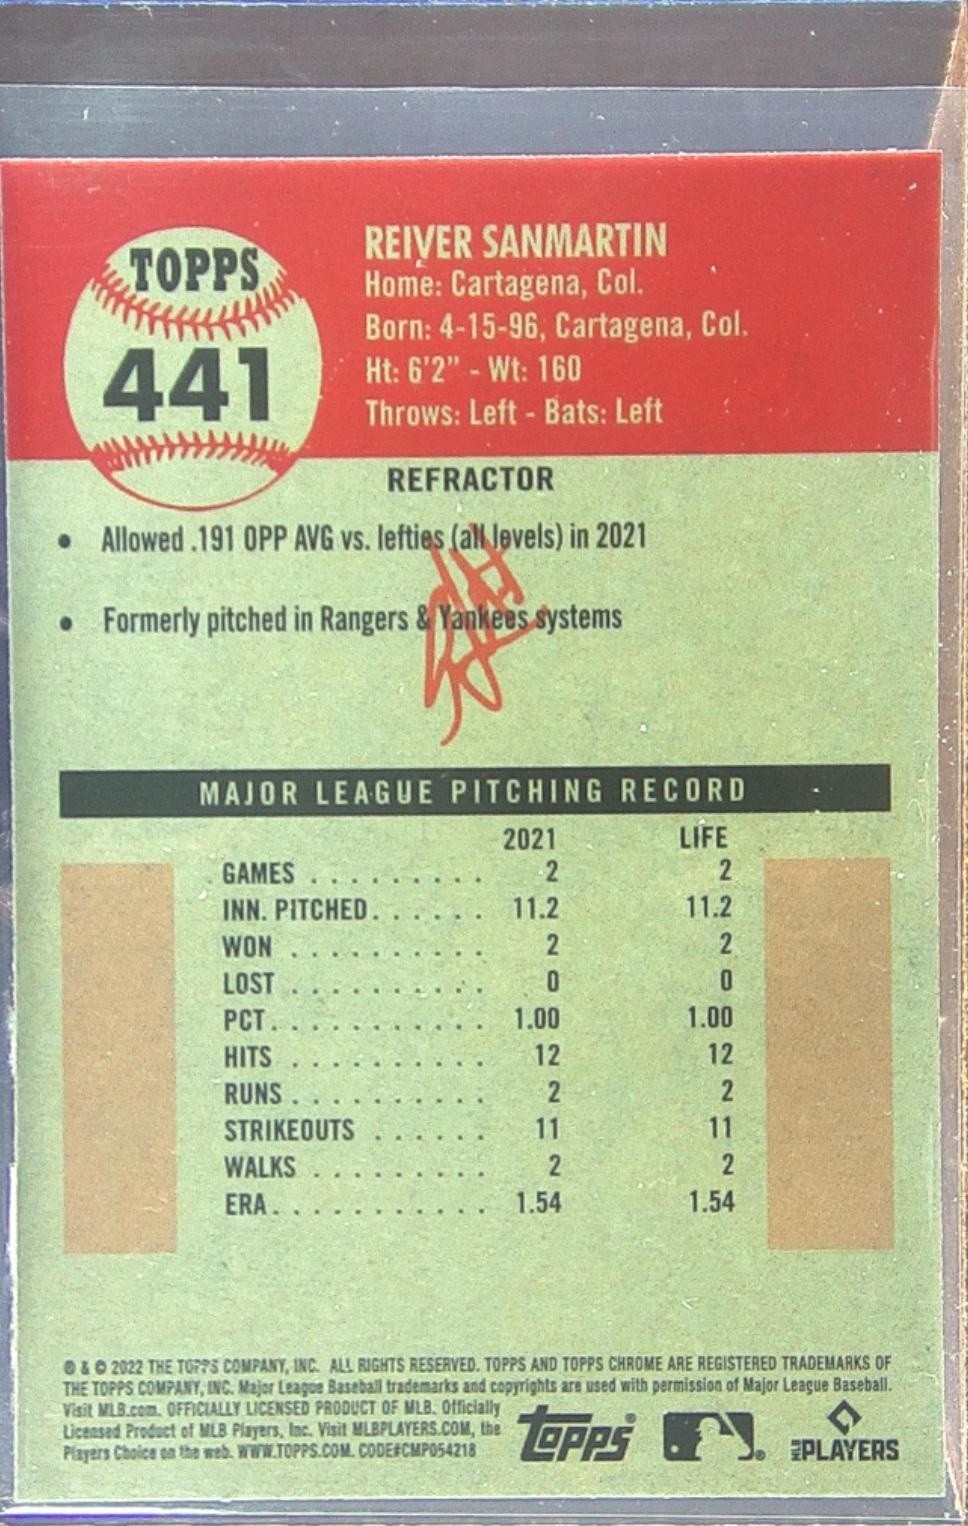 TOPPS
441
REIVER SANMARTIN
Home: Cartagena, Col.
Born: 4-15-96, Cartagena, Col.
Ht: 6'2" - Wt: 160
Throws: Left - Bats: Left
REFRACTOR
• Allowed .191 OPP AVG vs. lefties (all levels) in 2021
• Formerly pitched in Rangers & Yankees systems
MAJOR LEAGUE PITCHING RECORD
2021 LIFE
GAMES . . . . . . . . . 2 2
INN. PITCHED. . . . . . 11.2 11.2
WON . . . . . . . . . . 2 2
LOST . . . . . . . . . . 0 0
PCT. . . . . . . . . . . 1.00 1.00
HITS . . . . . . . . . . 12 12
RUNS . . . . . . . . . . 2 2
STRIKEOUTS . . . . . . 11 11
WALKS . . . . . . . . . 2 2
ERA. . . . . . . . . . . 1.54 1.54
® & © 2022 THE TOPPS COMPANY, INC. ALL RIGHTS RESERVED. TOPPS AND TOPPS CHROME ARE REGISTERED TRADEMARKS OF
THE TOPPS COMPANY, INC. Major League Baseball trademarks and copyrights are used with permission of Major League Baseball.
Visit MLB.com. OFFICIALLY LICENSED PRODUCT OF MLB. Officially
Licensed Product of MLB Players, Inc. Visit MLBPLAYERS.COM, the
Players Choice on the web. WWW.TOPPS.COM. CODE#CMP054218
topps® ® MLB PLAYERS